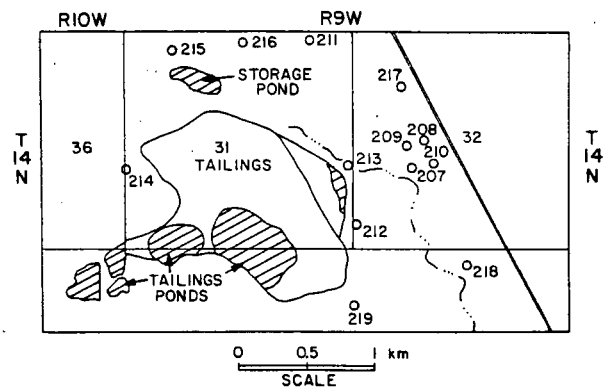 R10W
R9W
215
216
211
217
STORAGE
POND
T
14
N
36
31
TAILINGS
213
209
208
210
207
32
T
14
N
214
212
TAILINGS
PONDS
218
219
0 0.5 1 km
SCALE